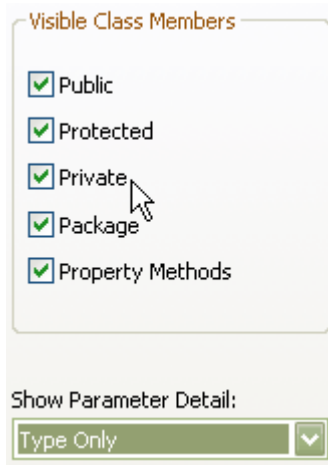 Visible Class Members
Public
Protected
Private
Package
Property Methods
Show Parameter Detail:
Type Only